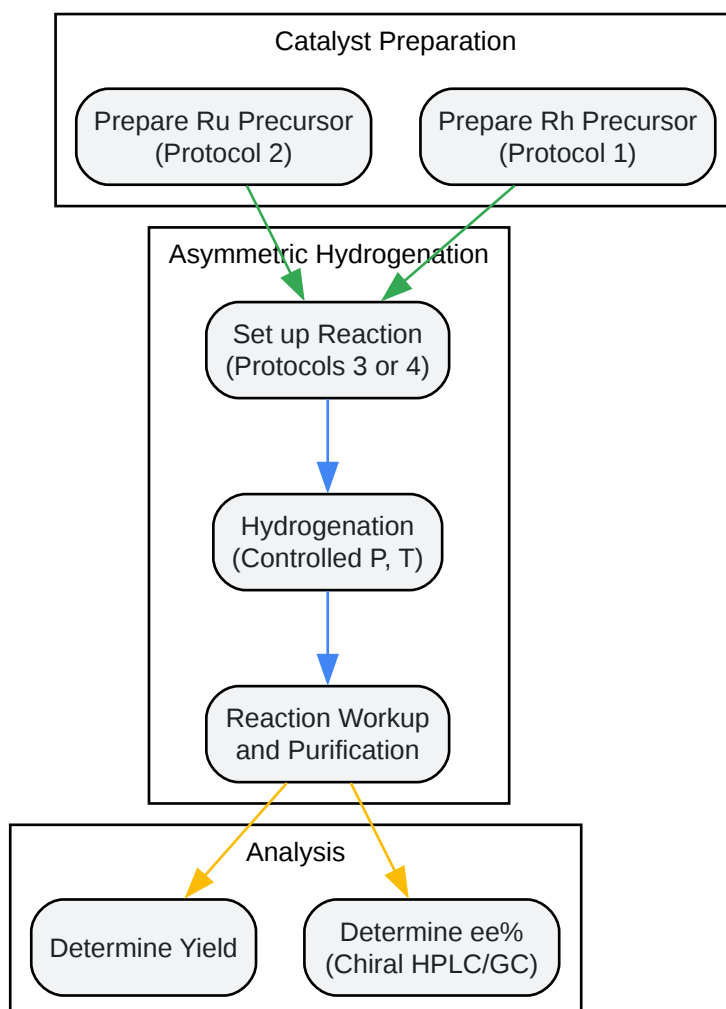 Catalyst Preparation
Prepare Ru Precursor
(Protocol 2)
Prepare Rh Precursor
(Protocol 1)
Asymmetric Hydrogenation
Set up Reaction
(Protocols 3 or 4)
Hydrogenation
(Controlled P, T)
Reaction Workup
and Purification
Analysis
Determine Yield
Determine ee%
(Chiral HPLC/GC)